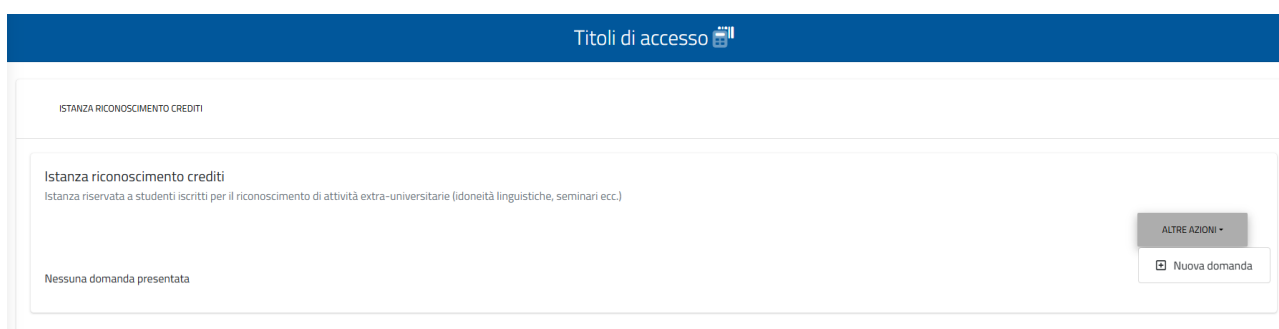 Titoli di accesso
ISTANZA RICONOSCIMENTO CREDITI
Istanza riconoscimento crediti
Istanza riservata a studenti iscritti per il riconoscimento di attività extra-universitarie (idoneità linguistiche, seminari ecc.)
ALTRE AZIONI
Nuova domanda
Nessuna domanda presentata